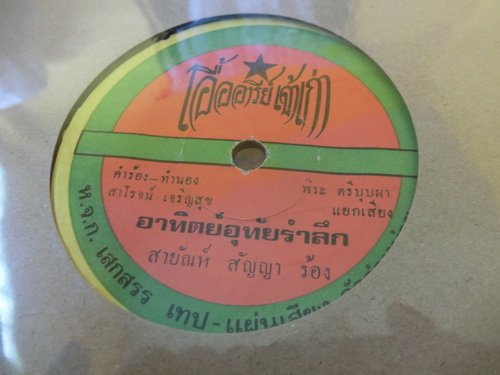 เอื้ออารีย์เจ้าเก่า
คำร้อง-ทำนอง
สาโรจน์ เจริญสุข
พีระ ตรีบุบผา
แยกเสียง
อาทิตย์อุทัยรำลึก
สายัณห์ สัญญา ร้อง
ห.จ.ก. เสกสรร เทป-แผ่นเสียง